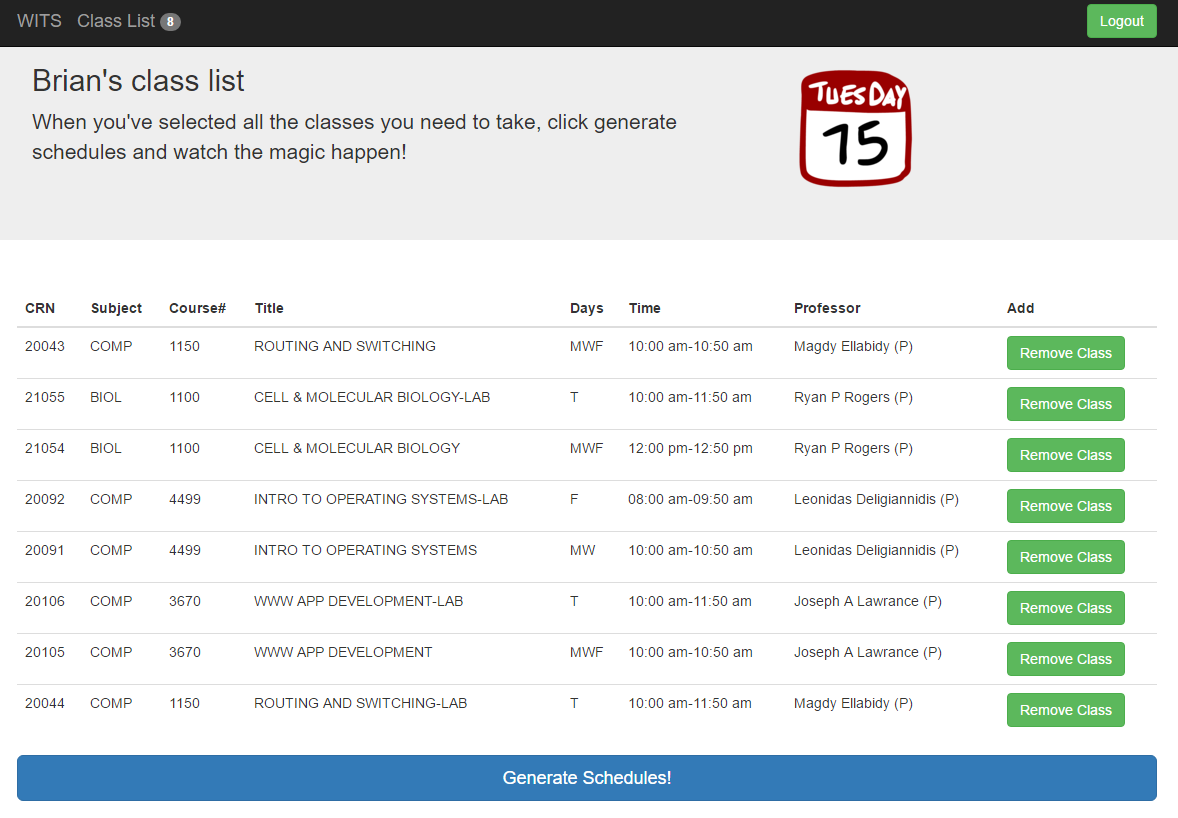 WITS Class List 8 Logout
Brian's class list
When you've selected all the classes you need to take, click generate
schedules and watch the magic happen!
TUESDAY
15
CRN Subject Course# Title Days Time Professor Add
20043 COMP 1150 ROUTING AND SWITCHING MWF 10:00 am-10:50 am Magdy Ellabidy (P) Remove Class
21055 BIOL 1100 CELL & MOLECULAR BIOLOGY-LAB T 10:00 am-11:50 am Ryan P Rogers (P) Remove Class
21054 BIOL 1100 CELL & MOLECULAR BIOLOGY MWF 12:00 pm-12:50 pm Ryan P Rogers (P) Remove Class
20092 COMP 4499 INTRO TO OPERATING SYSTEMS-LAB F 08:00 am-09:50 am Leonidas Deligiannidis (P) Remove Class
20091 COMP 4499 INTRO TO OPERATING SYSTEMS MW 10:00 am-10:50 am Leonidas Deligiannidis (P) Remove Class
20106 COMP 3670 WWW APP DEVELOPMENT-LAB T 10:00 am-11:50 am Joseph A Lawrance (P) Remove Class
20105 COMP 3670 WWW APP DEVELOPMENT MWF 10:00 am-10:50 am Joseph A Lawrance (P) Remove Class
20044 COMP 1150 ROUTING AND SWITCHING-LAB T 10:00 am-11:50 am Magdy Ellabidy (P) Remove Class
Generate Schedules!